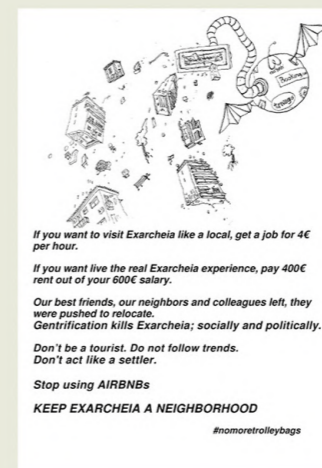 Booking
If you want to visit Exarcheia like a local, get a job for 4€
per hour.
If you want live the real Exarcheia experience, pay 400€
rent out of your 600€ salary.
Our best friends, our neighbors and colleagues left, they
were pushed to relocate.
Gentrification kills Exarcheia; socially and politically.
Don't be a tourist. Do not follow trends.
Don't act like a settler.
Stop using AIRBNBs
KEEP EXARCHEIA A NEIGHBORHOOD
#nomoretrolleybags